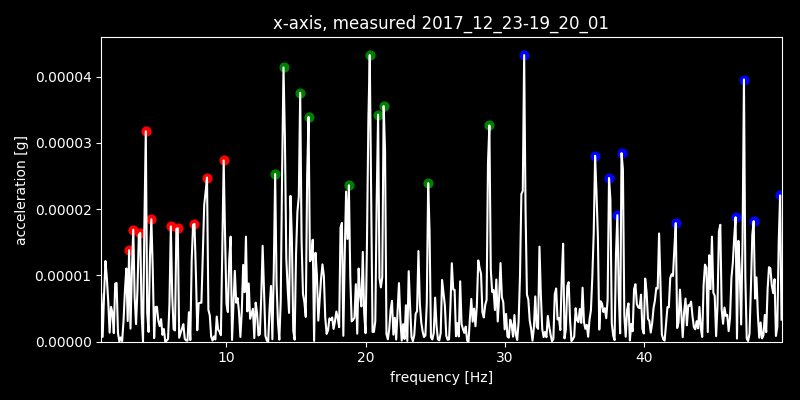 x-axis, measured 2017_12_23-19_20_01
0.00004
0.00003
0.00002
0.00001
0.00000
acceleration [g]
10 20 30 40
frequency [Hz]